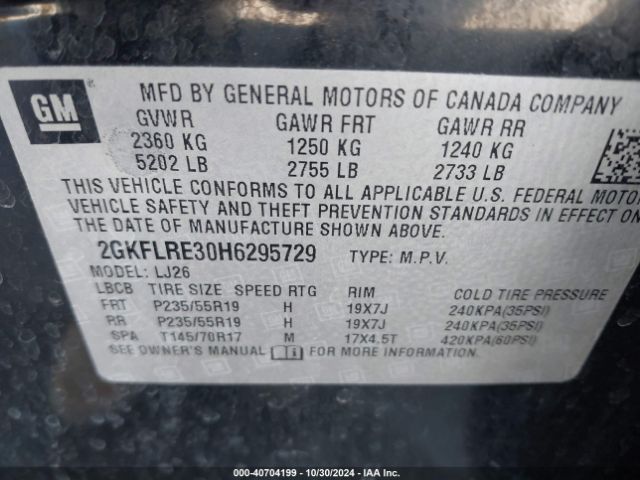 GM
MFD BY GENERAL MOTORS OF CANADA COMPANY
GVWR GAWR FRT GAWR RR
2360 KG 1250 KG 1240 KG
5202 LB 2755 LB 2733 LB
THIS VEHICLE CONFORMS TO ALL APPLICABLE U.S. FEDERAL MOTOR
VEHICLE SAFETY AND THEFT PREVENTION STANDARDS IN EFFECT ON
THE DATE OF MANUFACTURE SHOWN ABOVE.
2GKFLRE30H6295729 TYPE: M.P.V.
MODEL: LJ26
LBCB TIRE SIZE SPEED RTG RIM COLD TIRE PRESSURE
FRT P235/55R19 H 19X7J 240KPA(35PSI)
RR P235/55R19 H 19X7J 240KPA(35PSI)
SPA T145/70R17 M 17X4.5T 420KPA(60PSI)
SEE OWNER'S MANUAL FOR MORE INFORMATION
000-40704199 - 10/30/2024 - IAA Inc.